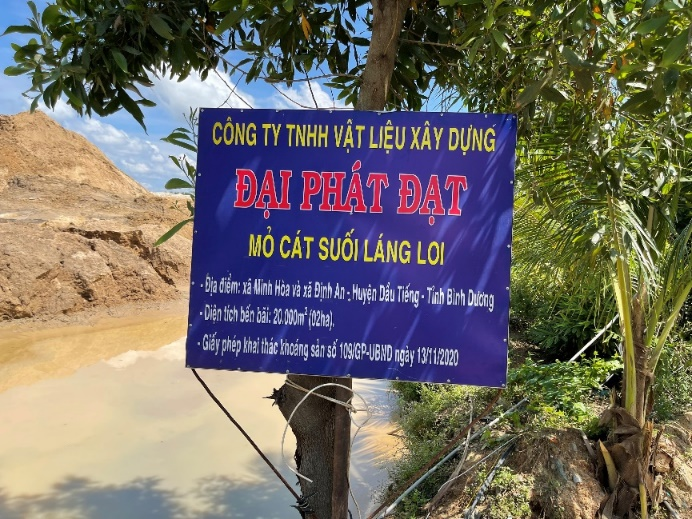 CÔNG TY TNHH VẬT LIỆU XÂY DỰNG
ĐẠI PHÁT ĐẠT
MỎ CÁT SUỐI LÁNG LOI
- Địa điểm: xã Minh Hòa và xã Định An - Huyện Dầu Tiếng - Tỉnh Bình Dương
- Diện tích bến bãi: 20.000m² (02ha).
- Giấy phép khai thác khoáng sản số 109/GP-UBND ngày 13/11/2020